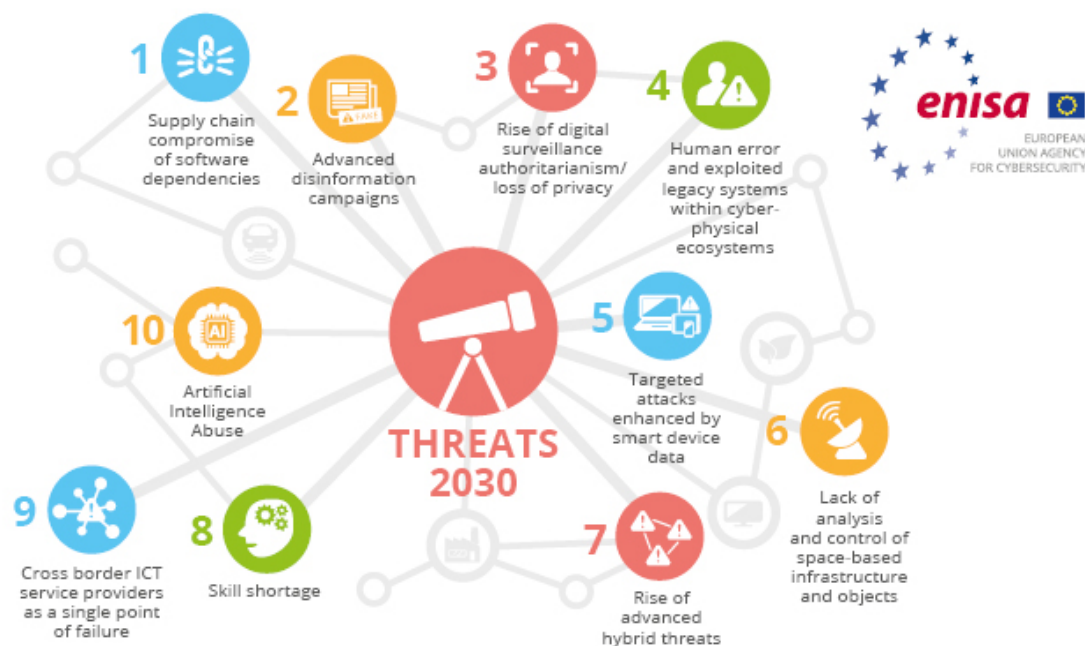 1
Supply chain
compromise
of software
dependencies
2
FAKE
Advanced
disinformation
campaigns
3
Rise of digital
surveillance
authoritarianism/
loss of privacy
4
Human error
and exploited
legacy systems
within cyber-
physical
ecosystems
enisa
EUROPEAN
UNION AGENCY
FOR CYBERSECURITY
10
AI
Artificial
Intelligence
Abuse
THREATS
2030
5
Targeted
attacks
enhanced by
smart device
data
6
Lack of
analysis
and control of
space-based
infrastructure
and objects
9
Cross border ICT
service providers
as a single point
of failure
8
Skill shortage
7
Rise of
advanced
hybrid threats